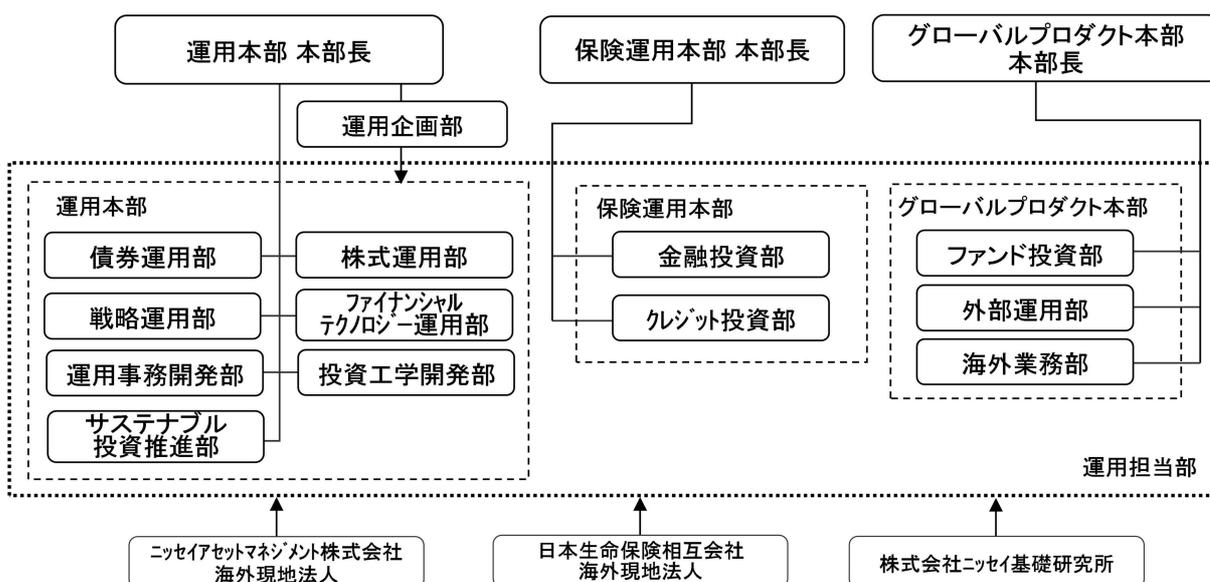 運用本部 本部長
保険運用本部 本部長
グローバルプロダクト本部
本部長
運用企画部
運用本部
債券運用部
株式運用部
戦略運用部
ファイナンシャル
テクノロジー運用部
運用事務開発部
投資工学開発部
サステナブル
投資推進部
保険運用本部
金融投資部
クレジット投資部
グローバルプロダクト本部
ファンド投資部
外部運用部
海外業務部
運用担当部
ニッセイアセットマネジメント株式会社
海外現地法人
日本生命保険相互会社
海外現地法人
株式会社ニッセイ基礎研究所